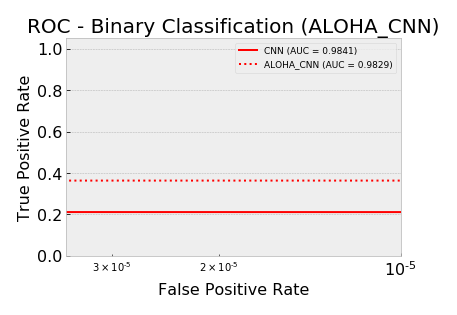 ROC - Binary Classification (ALOHA_CNN)
CNN (AUC = 0.9841)
ALOHA_CNN (AUC = 0.9829)
True Positive Rate
1.0
0.8
0.6
0.4
0.2
0.0
3 × 10⁻⁵ 2 × 10⁻⁵ 10⁻⁵
False Positive Rate